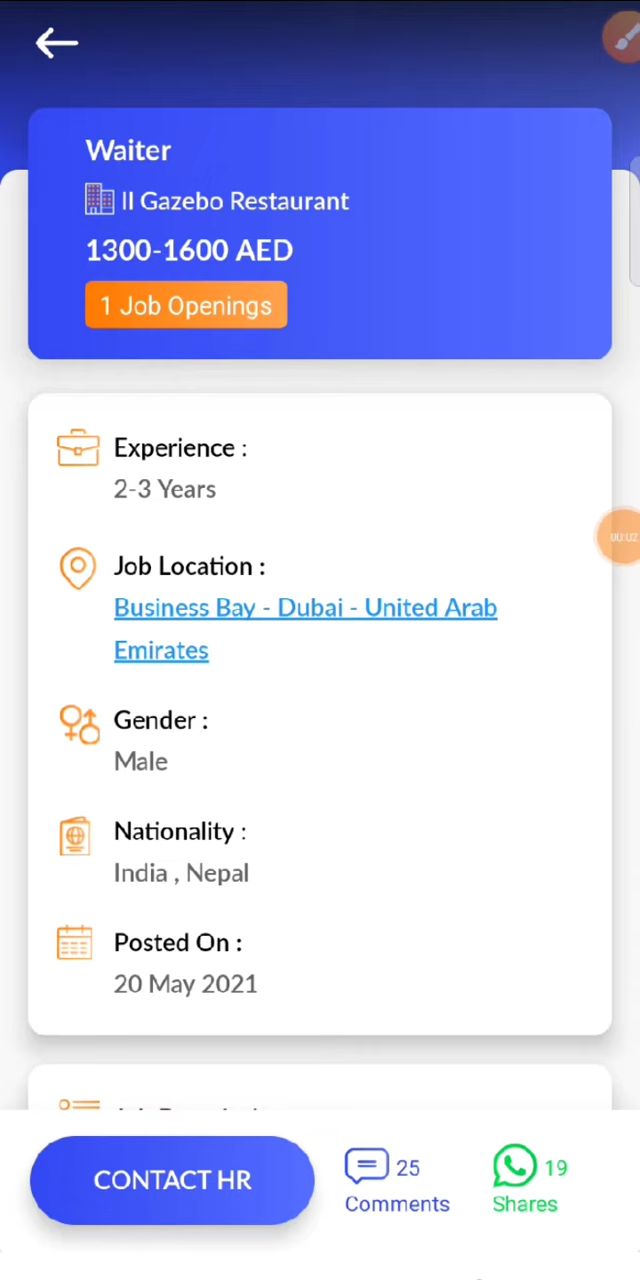 Waiter
Il Gazebo Restaurant
1300-1600 AED
1 Job Openings
Experience :
2-3 Years
00:02
Job Location :
Business Bay - Dubai - United Arab
Emirates
Gender :
Male
Nationality :
India , Nepal
Posted On :
20 May 2021
CONTACT HR
25
Comments
19
Shares